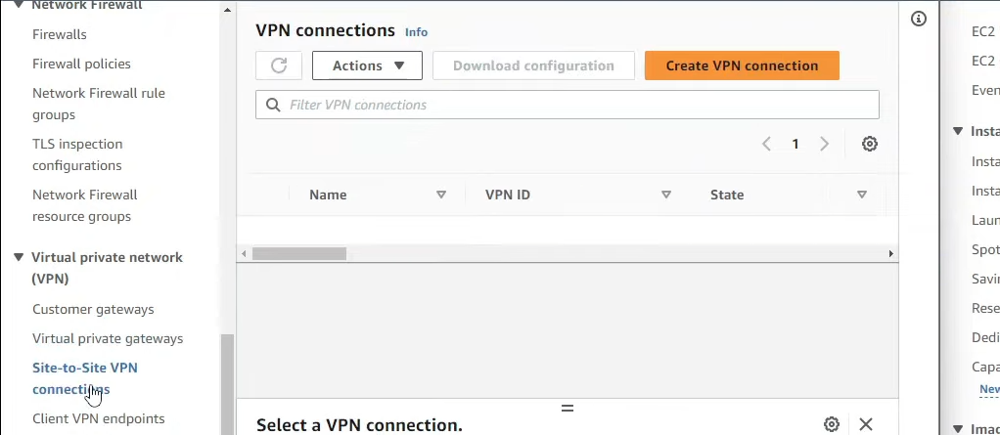 Network Firewall
Firewalls
Firewall policies
Network Firewall rule
groups
TLS inspection
configurations
Network Firewall
resource groups
Virtual private network
(VPN)
Customer gateways
Virtual private gateways
Site-to-Site VPN
connections
Client VPN endpoints
VPN connections Info
Actions Download configuration Create VPN connection
Filter VPN connections
1
Name VPN ID State
Select a VPN connection.
EC2
EC2
Even
Insta
Insta
Insta
Laun
Spot
Savin
Rese
Dedi
Capa
New
Imag